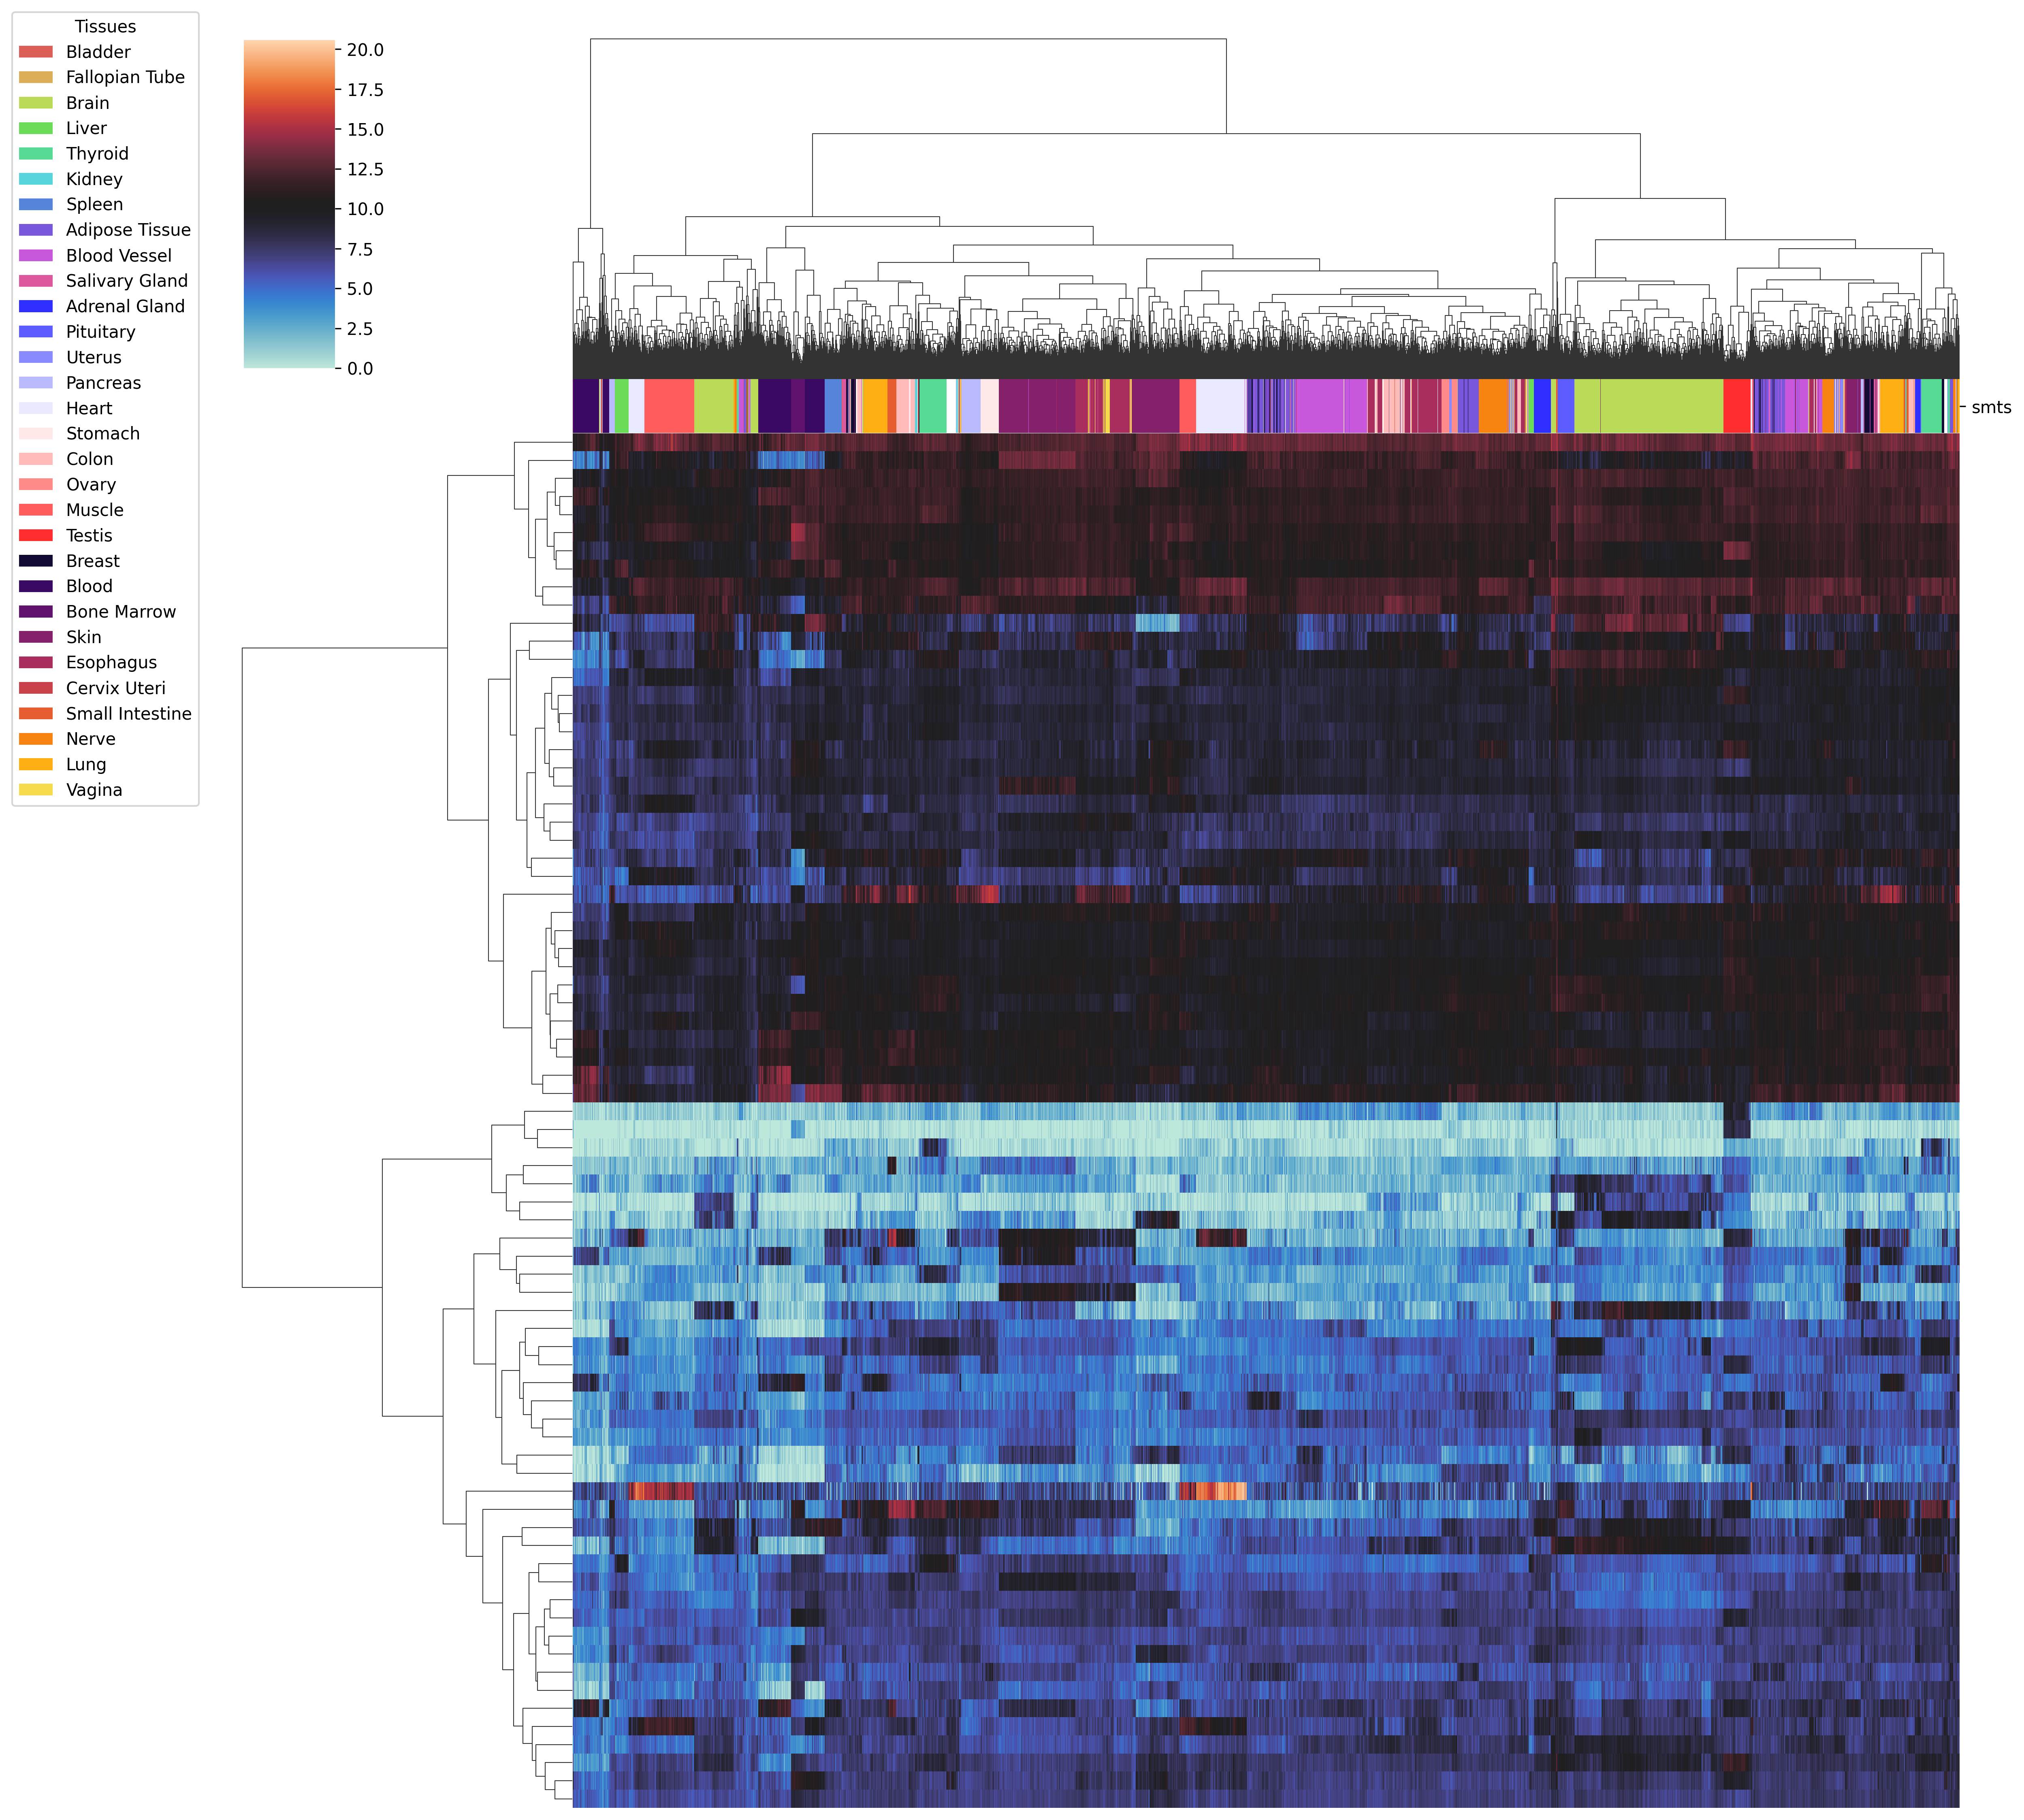 Tissues
Bladder
Fallopian Tube
Brain
Liver
Thyroid
Kidney
Spleen
Adipose Tissue
Blood Vessel
Salivary Gland
Adrenal Gland
Pituitary
Uterus
Pancreas
Heart
Stomach
Colon
Ovary
Muscle
Testis
Breast
Blood
Bone Marrow
Skin
Esophagus
Cervix Uteri
Small Intestine
Nerve
Lung
Vagina
20.0
17.5
15.0
12.5
10.0
7.5
5.0
2.5
0.0
smts